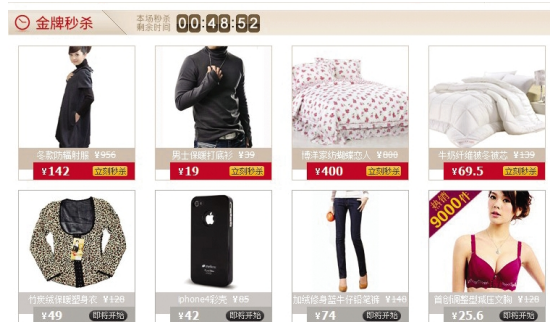 金牌秒杀
本场秒杀
剩余时间
00:48:52
冬款防辐射服 ¥956
¥142 立刻秒杀
男士保暖打底衫 ¥39
¥19 立刻秒杀
博洋家纺蝴蝶恋人 ¥888
¥400 立刻秒杀
牛奶纤维被冬被芯 ¥139
¥69.5 立刻秒杀
竹炭绒保暖塑身衣 ¥128
¥49 即将开始
iphone4彩壳 ¥85
¥42 即将开始
加绒修身蓝牛仔铅笔裤 ¥148
¥74 即将开始
热销
9000件
首创调整型减压文胸 ¥128
¥25.6 即将开始